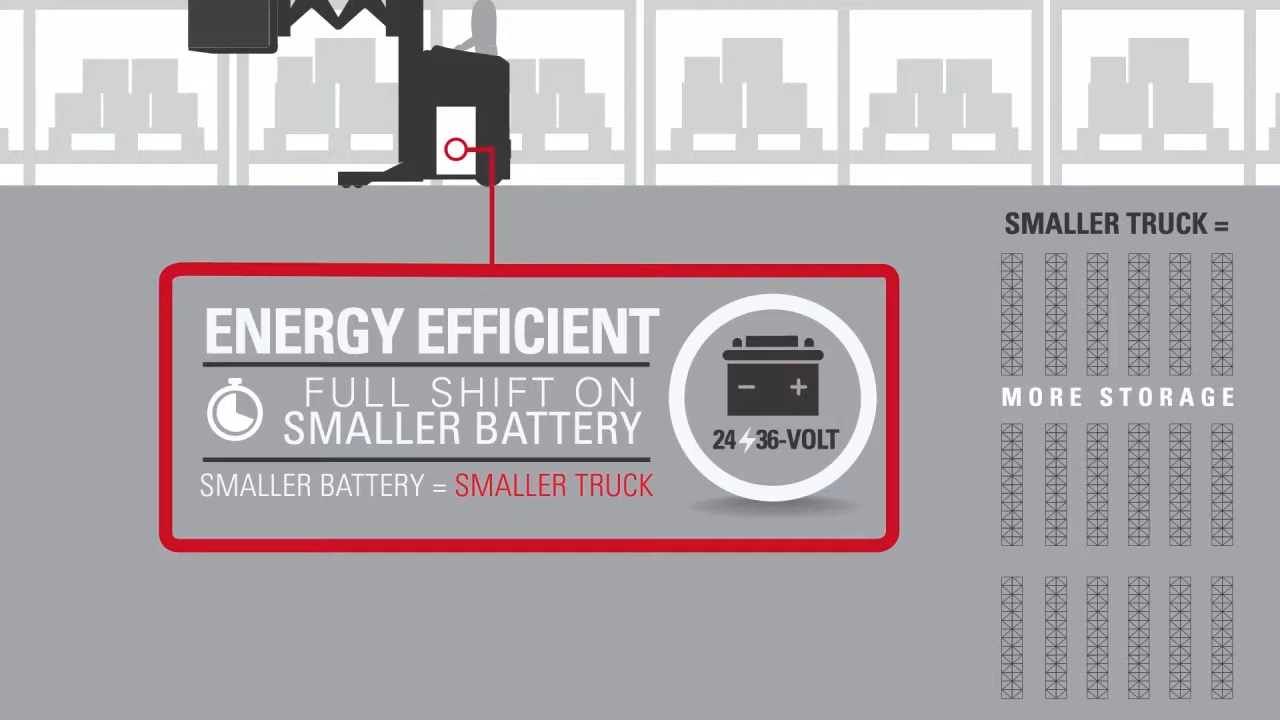 ENERGY EFFICIENT
FULL SHIFT ON
SMALLER BATTERY
SMALLER BATTERY = SMALLER TRUCK
24 36-VOLT
SMALLER TRUCK =
MORE STORAGE